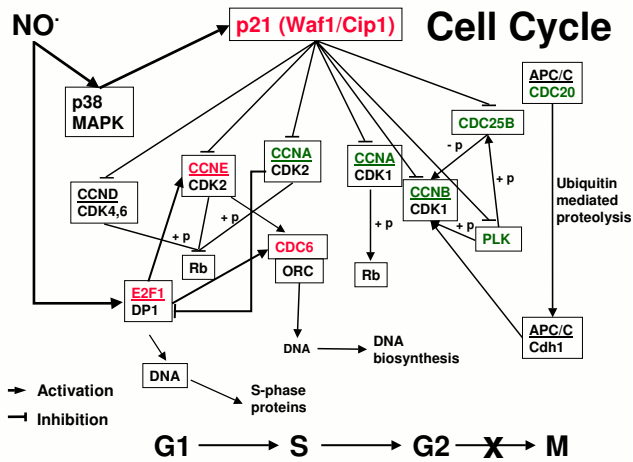 NO·
p21 (Waf1/Cip1)
Cell Cycle
p38
MAPK
APC/C
CDC20
CDC25B
- p
CCNE
CDK2
CCNA
CDK2
CCNA
CDK1
CCNB
CDK1
CCND
CDK4,6
+ p
Ubiquitin
mediated
proteolysis
+ p
+ p
+ p
PLK
CDC6
ORC
Rb
Rb
E2F1
DP1
DNA
DNA
biosynthesis
APC/C
Cdh1
DNA
S-phase
proteins
Activation
Inhibition
G1
S
G2
X
M